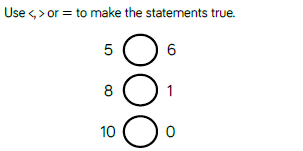 Use <, > or = to make the statements true.
5 6
8 1
10 0